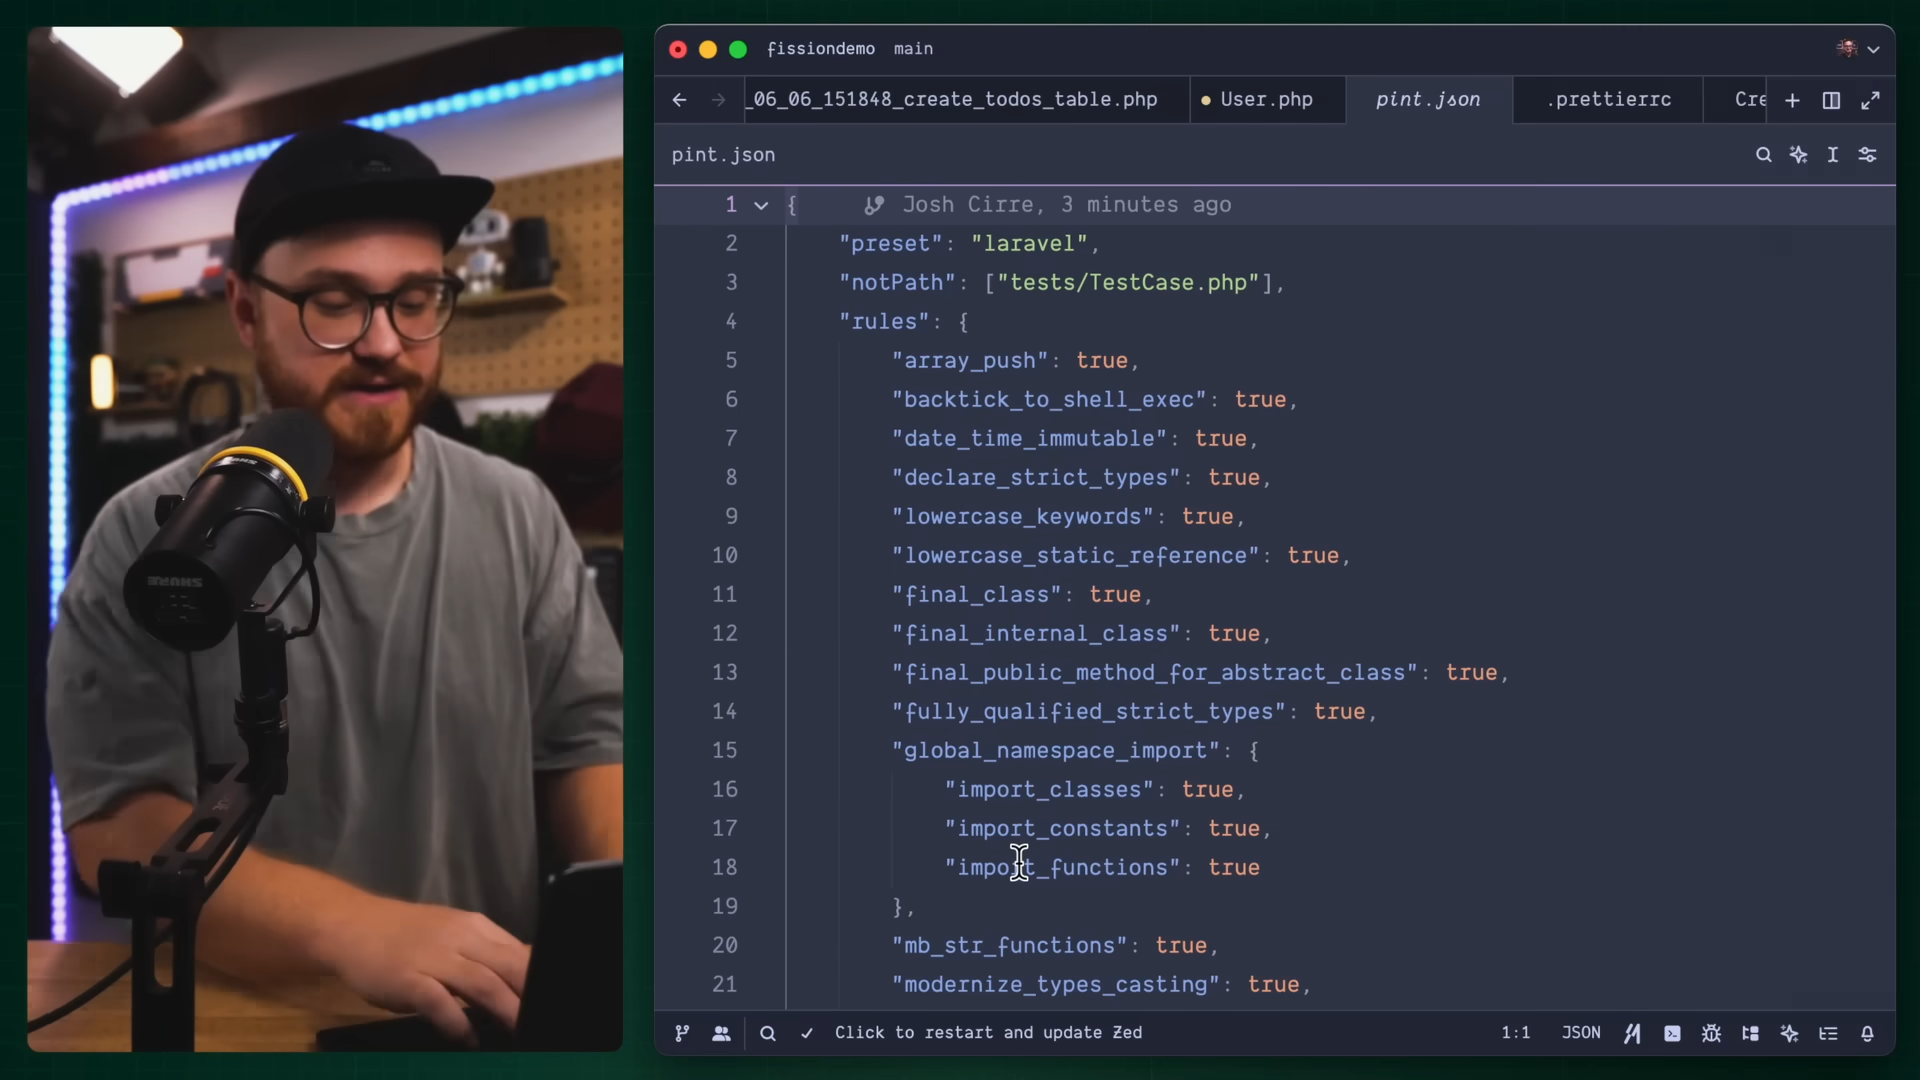 fissiondemo main
_06_06_151848_create_todos_table.php User.php pint.json .prettierrc Cre
pint.json
1 { Josh Cirre, 3 minutes ago
2 "preset": "laravel",
3 "notPath": ["tests/TestCase.php"],
4 "rules": {
5 "array_push": true,
6 "backtick_to_shell_exec": true,
7 "date_time_immutable": true,
8 "declare_strict_types": true,
9 "lowercase_keywords": true,
10 "lowercase_static_reference": true,
11 "final_class": true,
12 "final_internal_class": true,
13 "final_public_method_for_abstract_class": true,
14 "fully_qualified_strict_types": true,
15 "global_namespace_import": {
16 "import_classes": true,
17 "import_constants": true,
18 "import_functions": true
19 },
20 "mb_str_functions": true,
21 "modernize_types_casting": true,
Click to restart and update Zed 1:1 JSON
SHURE